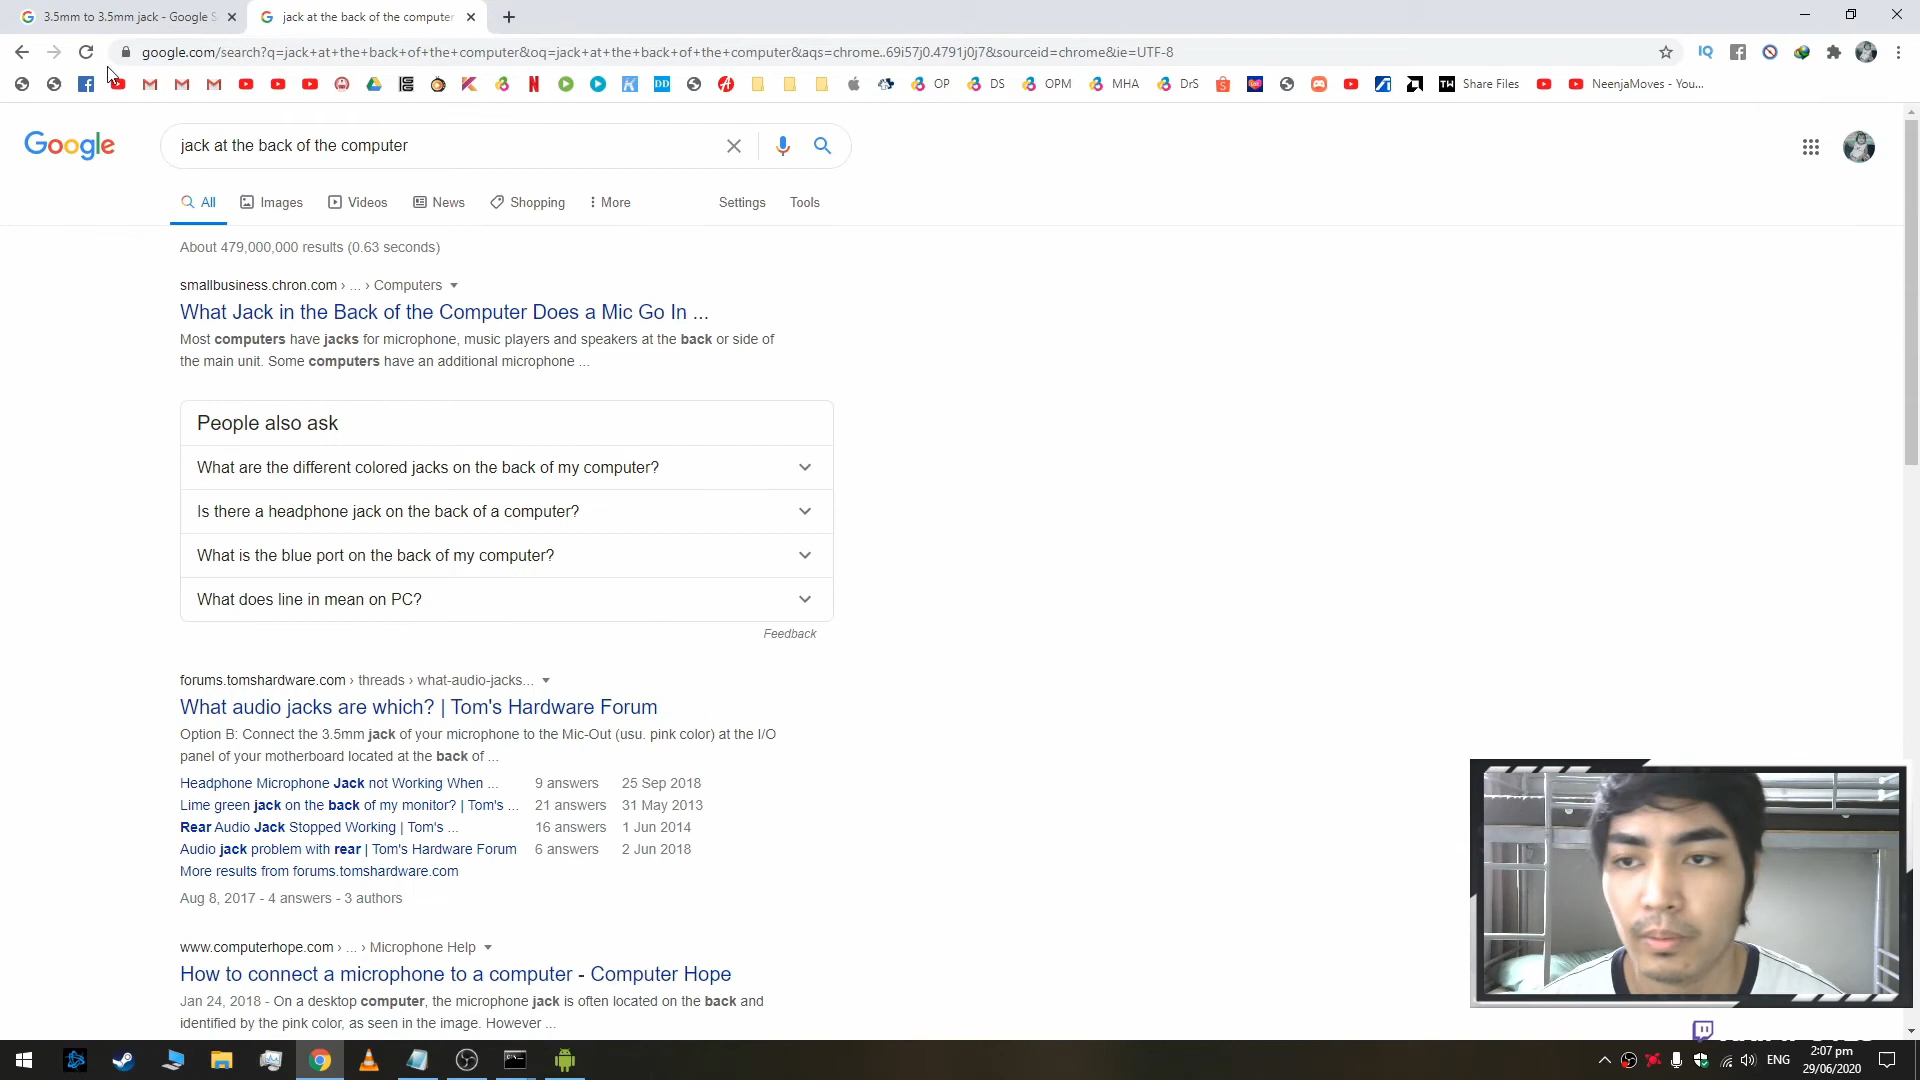 3.5mm to 3.5mm jack - Google S
jack at the back of the computer
google.com/search?q=jack+at+the+back+of+the+computer&oq=jack+at+the+back+of+the+computer&aqs=chrome..69i57j0.4791j0j7&sourceid=chrome&ie=UTF-8
OP DS OPM MHA DrS Share Files NeenjaMoves - You...
Google
jack at the back of the computer
All Images Videos News Shopping More Settings Tools
About 479,000,000 results (0.63 seconds)
smallbusiness.chron.com › ... › Computers
What Jack in the Back of the Computer Does a Mic Go In ...
Most computers have jacks for microphone, music players and speakers at the back or side of
the main unit. Some computers have an additional microphone ...
People also ask
What are the different colored jacks on the back of my computer?
Is there a headphone jack on the back of a computer?
What is the blue port on the back of my computer?
What does line in mean on PC?
Feedback
forums.tomshardware.com › threads › what-audio-jacks...
What audio jacks are which? | Tom's Hardware Forum
Option B: Connect the 3.5mm jack of your microphone to the Mic-Out (usu. pink color) at the I/O
panel of your motherboard located at the back of ...
Headphone Microphone Jack not Working When ... 9 answers 25 Sep 2018
Lime green jack on the back of my monitor? | Tom's ... 21 answers 31 May 2013
Rear Audio Jack Stopped Working | Tom's ... 16 answers 1 Jun 2014
Audio jack problem with rear | Tom's Hardware Forum 6 answers 2 Jun 2018
More results from forums.tomshardware.com
Aug 8, 2017 - 4 answers - 3 authors
www.computerhope.com › ... › Microphone Help
How to connect a microphone to a computer - Computer Hope
Jan 24, 2018 - On a desktop computer, the microphone jack is often located on the back and
identified by the pink color, as seen in the image. However ...
ENG
2:07 pm
29/06/2020